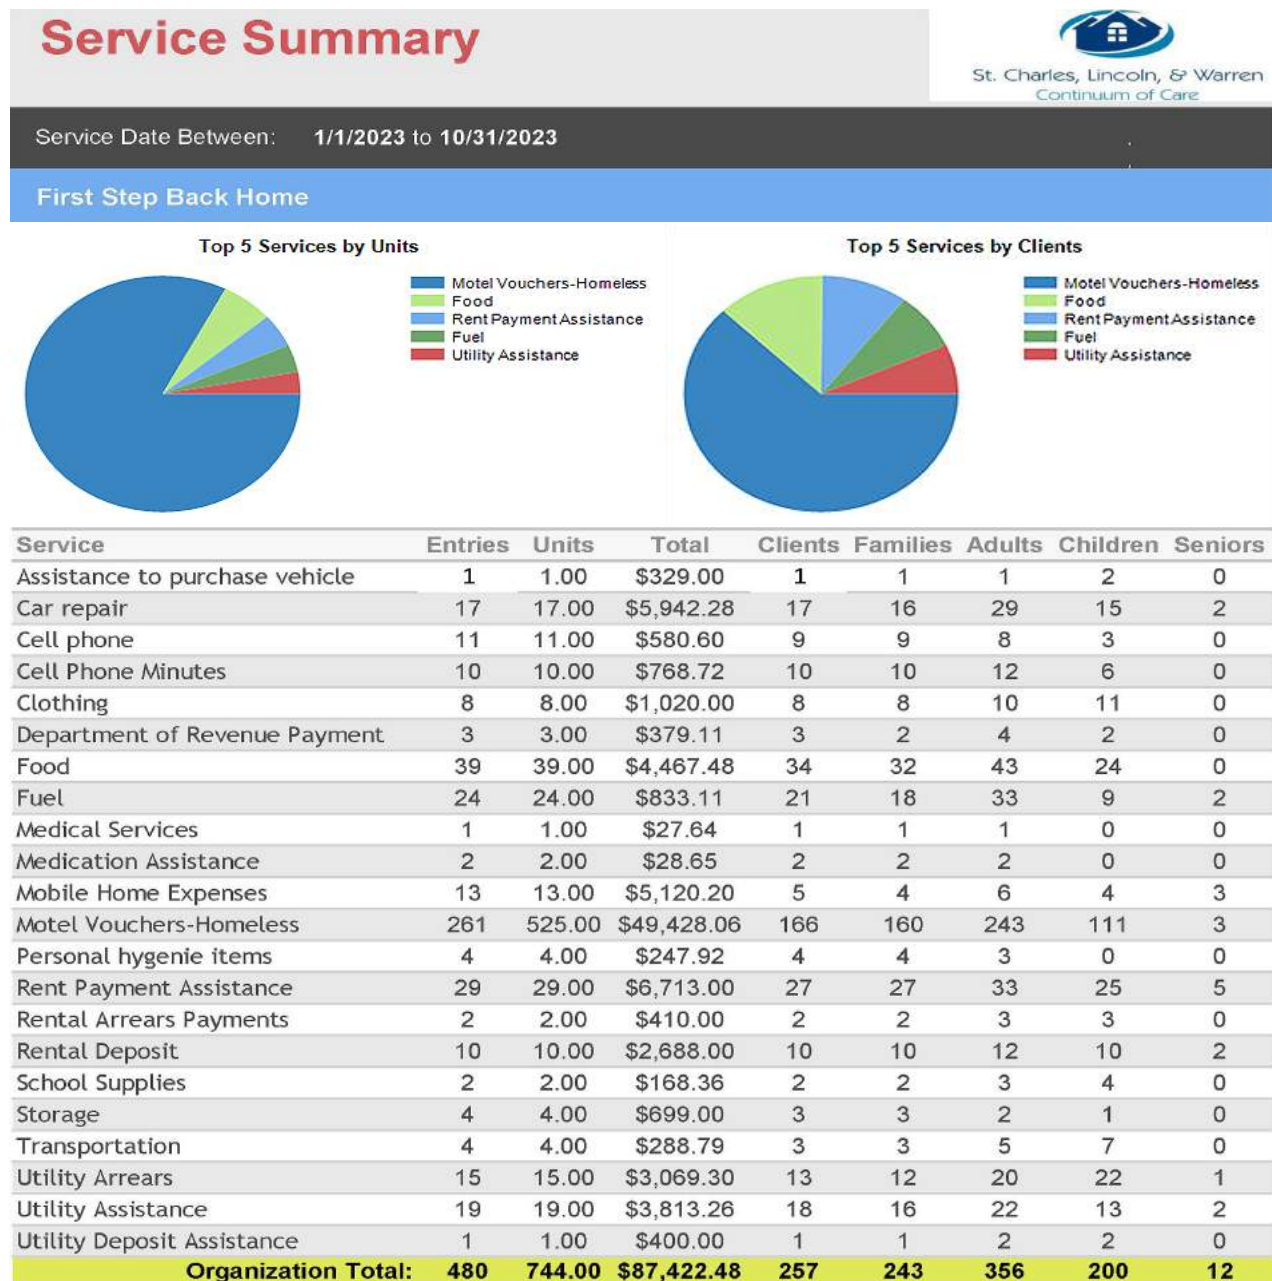 Service Summary
St. Charles, Lincoln, & Warren
Continuum of Care
Service Date Between: 1/1/2023 to 10/31/2023
First Step Back Home
Top 5 Services by Units
Motel Vouchers-Homeless
Food
Rent Payment Assistance
Fuel
Utility Assistance
Top 5 Services by Clients
Motel Vouchers-Homeless
Food
Rent Payment Assistance
Fuel
Utility Assistance
Service Entries Units Total Clients Families Adults Children Seniors
Assistance to purchase vehicle 1 1.00 $329.00 1 1 1 2 0
Car repair 17 17.00 $5,942.28 17 16 29 15 2
Cell phone 11 11.00 $580.60 9 9 8 3 0
Cell Phone Minutes 10 10.00 $768.72 10 10 12 6 0
Clothing 8 8.00 $1,020.00 8 8 10 11 0
Department of Revenue Payment 3 3.00 $379.11 3 2 4 2 0
Food 39 39.00 $4,467.48 34 32 43 24 0
Fuel 24 24.00 $833.11 21 18 33 9 2
Medical Services 1 1.00 $27.64 1 1 1 0 0
Medication Assistance 2 2.00 $28.65 2 2 2 0 0
Mobile Home Expenses 13 13.00 $5,120.20 5 4 6 4 3
Motel Vouchers-Homeless 261 525.00 $49,428.06 166 160 243 111 3
Personal hygenie items 4 4.00 $247.92 4 4 3 0 0
Rent Payment Assistance 29 29.00 $6,713.00 27 27 33 25 5
Rental Arrears Payments 2 2.00 $410.00 2 2 3 3 0
Rental Deposit 10 10.00 $2,688.00 10 10 12 10 2
School Supplies 2 2.00 $168.36 2 2 3 4 0
Storage 4 4.00 $699.00 3 3 2 1 0
Transportation 4 4.00 $288.79 3 3 5 7 0
Utility Arrears 15 15.00 $3,069.30 13 12 20 22 1
Utility Assistance 19 19.00 $3,813.26 18 16 22 13 2
Utility Deposit Assistance 1 1.00 $400.00 1 1 2 2 0
Organization Total: 480 744.00 $87,422.48 257 243 356 200 12